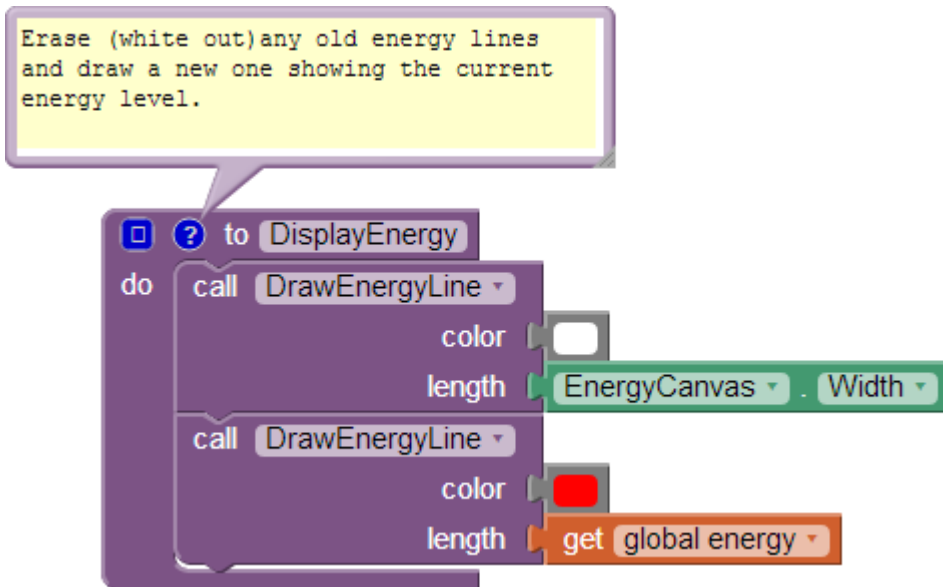 Erase (white out)any old energy lines
and draw a new one showing the current
energy level.
? to DisplayEnergy
do call DrawEnergyLine
color
length EnergyCanvas . Width
call DrawEnergyLine
color
length get global energy